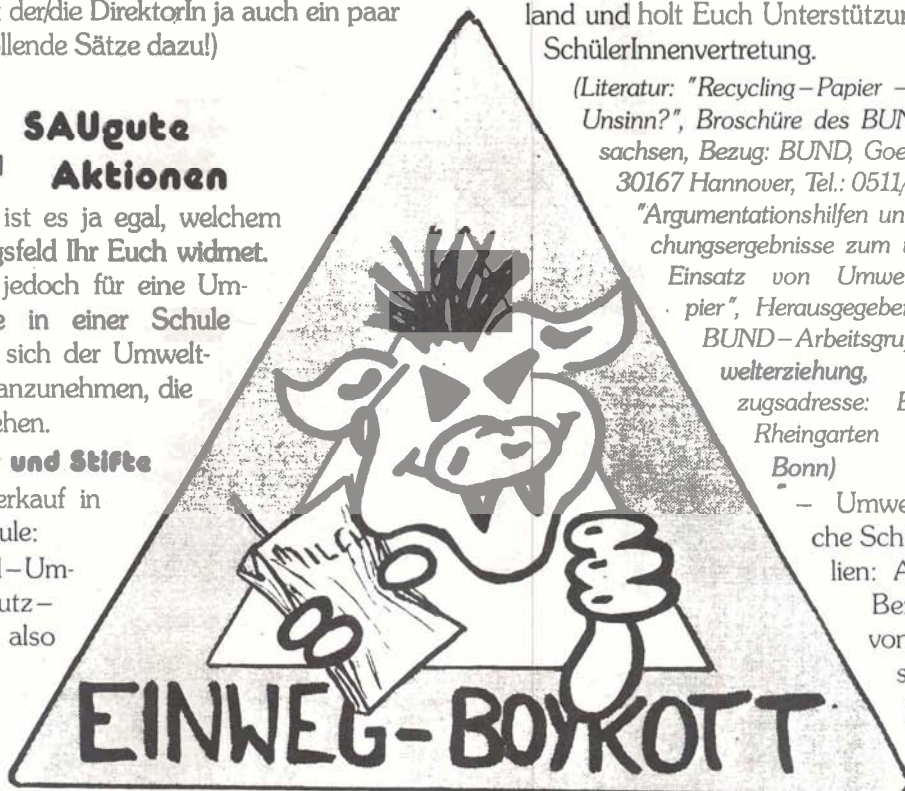 der/die DirektorIn ja auch ein paar
llende Sätze dazu!)
SAUgute
Aktionen
ist es ja egal, welchem
gsfeld Ihr Euch widmet.
jedoch für eine Um-
e in einer Schule
sich der Umwelt-
anzunehmen, die
ehen.
und Stifte
erkauf in
ule:
l–Um-
utz–
also
land und holt Euch Unterstützun
SchülerInnenvertretung.
(Literatur: "Recycling–Papier –
Unsinn?", Broschüre des BUN
sachsen, Bezug: BUND, Goe
30167 Hannover, Tel.: 0511/
"Argumentationshilfen un
chungsergebnisse zum u
Einsatz von Umwe
pier", Herausgegeben
BUND–Arbeitsgrup
welterziehung,
zugsadresse: B
Rheingarten
Bonn)
– Umwe
che Sch
lien: A
Be
vor
s
MILCH
EINWEG-BOYKOTT